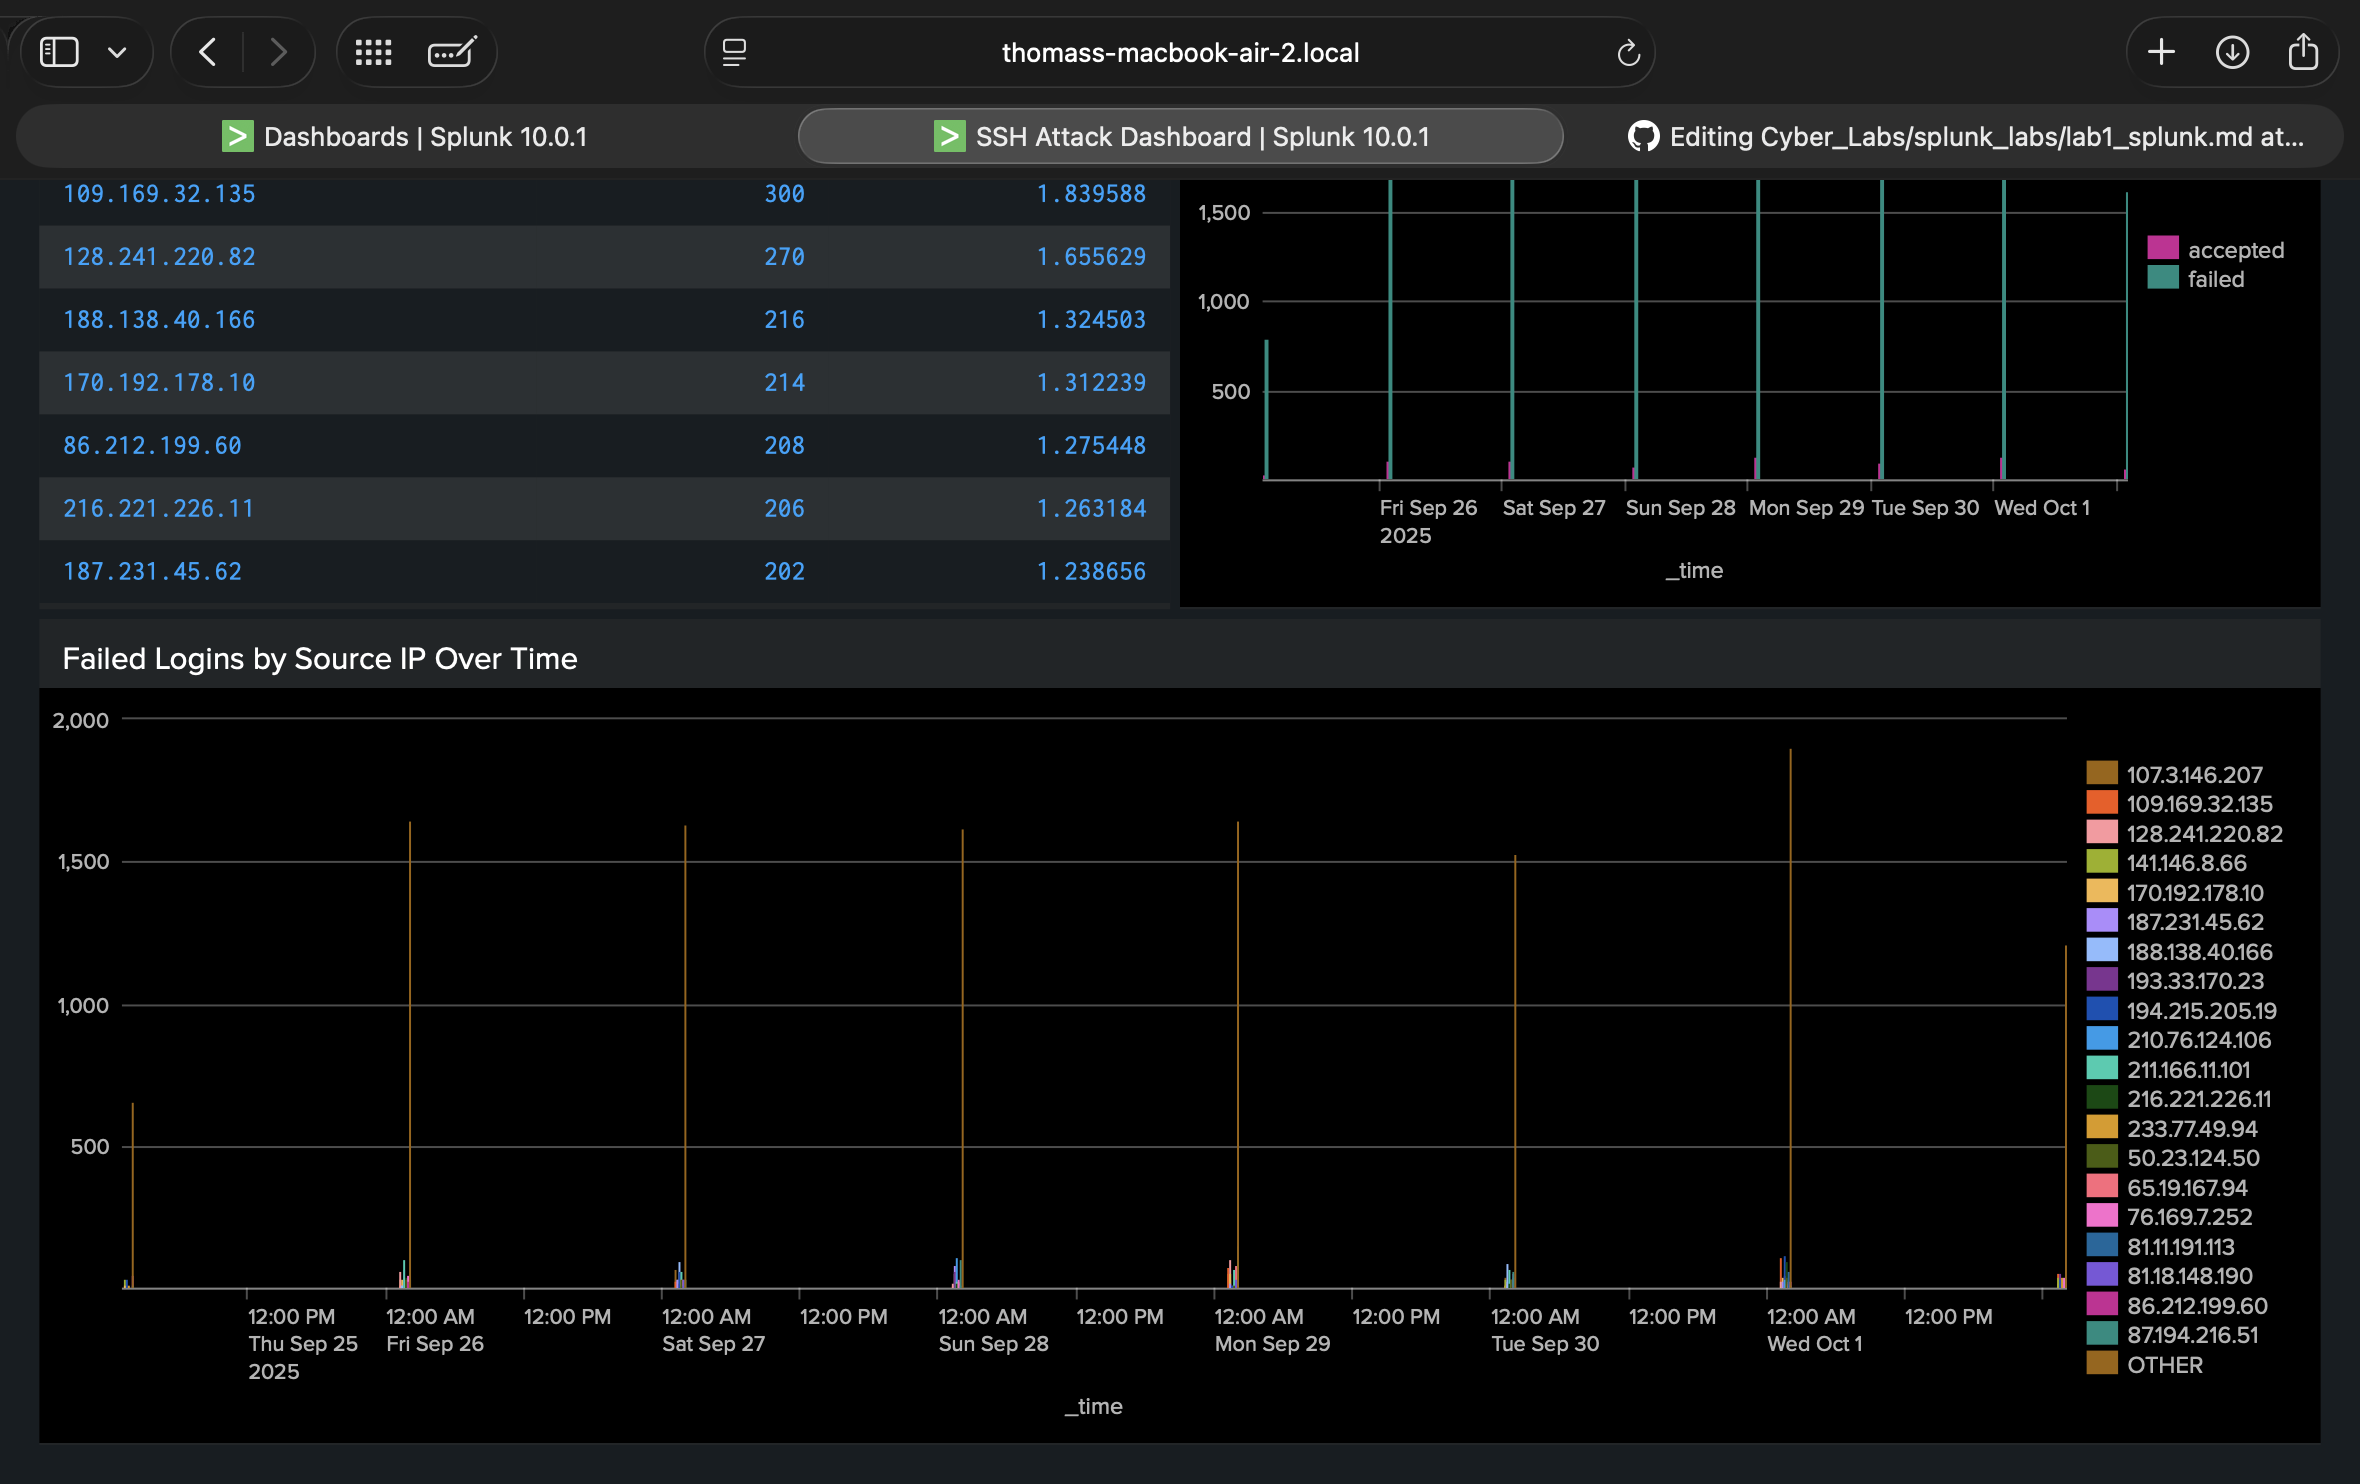 thomass-macbook-air-2.local
Dashboards | Splunk 10.0.1
SSH Attack Dashboard | Splunk 10.0.1
Editing Cyber_Labs/splunk_labs/lab1_splunk.md at...
109.169.32.135 300 1.839588
128.241.220.82 270 1.655629
188.138.40.166 216 1.324503
170.192.178.10 214 1.312239
86.212.199.60 208 1.275448
216.221.226.11 206 1.263184
187.231.45.62 202 1.238656
1,500
1,000
500
accepted
failed
Fri Sep 26 Sat Sep 27 Sun Sep 28 Mon Sep 29 Tue Sep 30 Wed Oct 1
2025
_time
Failed Logins by Source IP Over Time
2,000
1,500
1,000
500
12:00 PM 12:00 AM 12:00 PM 12:00 AM 12:00 PM 12:00 AM 12:00 PM 12:00 AM 12:00 PM 12:00 AM 12:00 PM 12:00 AM 12:00 PM
Thu Sep 25 Fri Sep 26 Sat Sep 27 Sun Sep 28 Mon Sep 29 Tue Sep 30 Wed Oct 1
2025
_time
107.3.146.207
109.169.32.135
128.241.220.82
141.146.8.66
170.192.178.10
187.231.45.62
188.138.40.166
193.33.170.23
194.215.205.19
210.76.124.106
211.166.11.101
216.221.226.11
233.77.49.94
50.23.124.50
65.19.167.94
76.169.7.252
81.11.191.113
81.18.148.190
86.212.199.60
87.194.216.51
OTHER